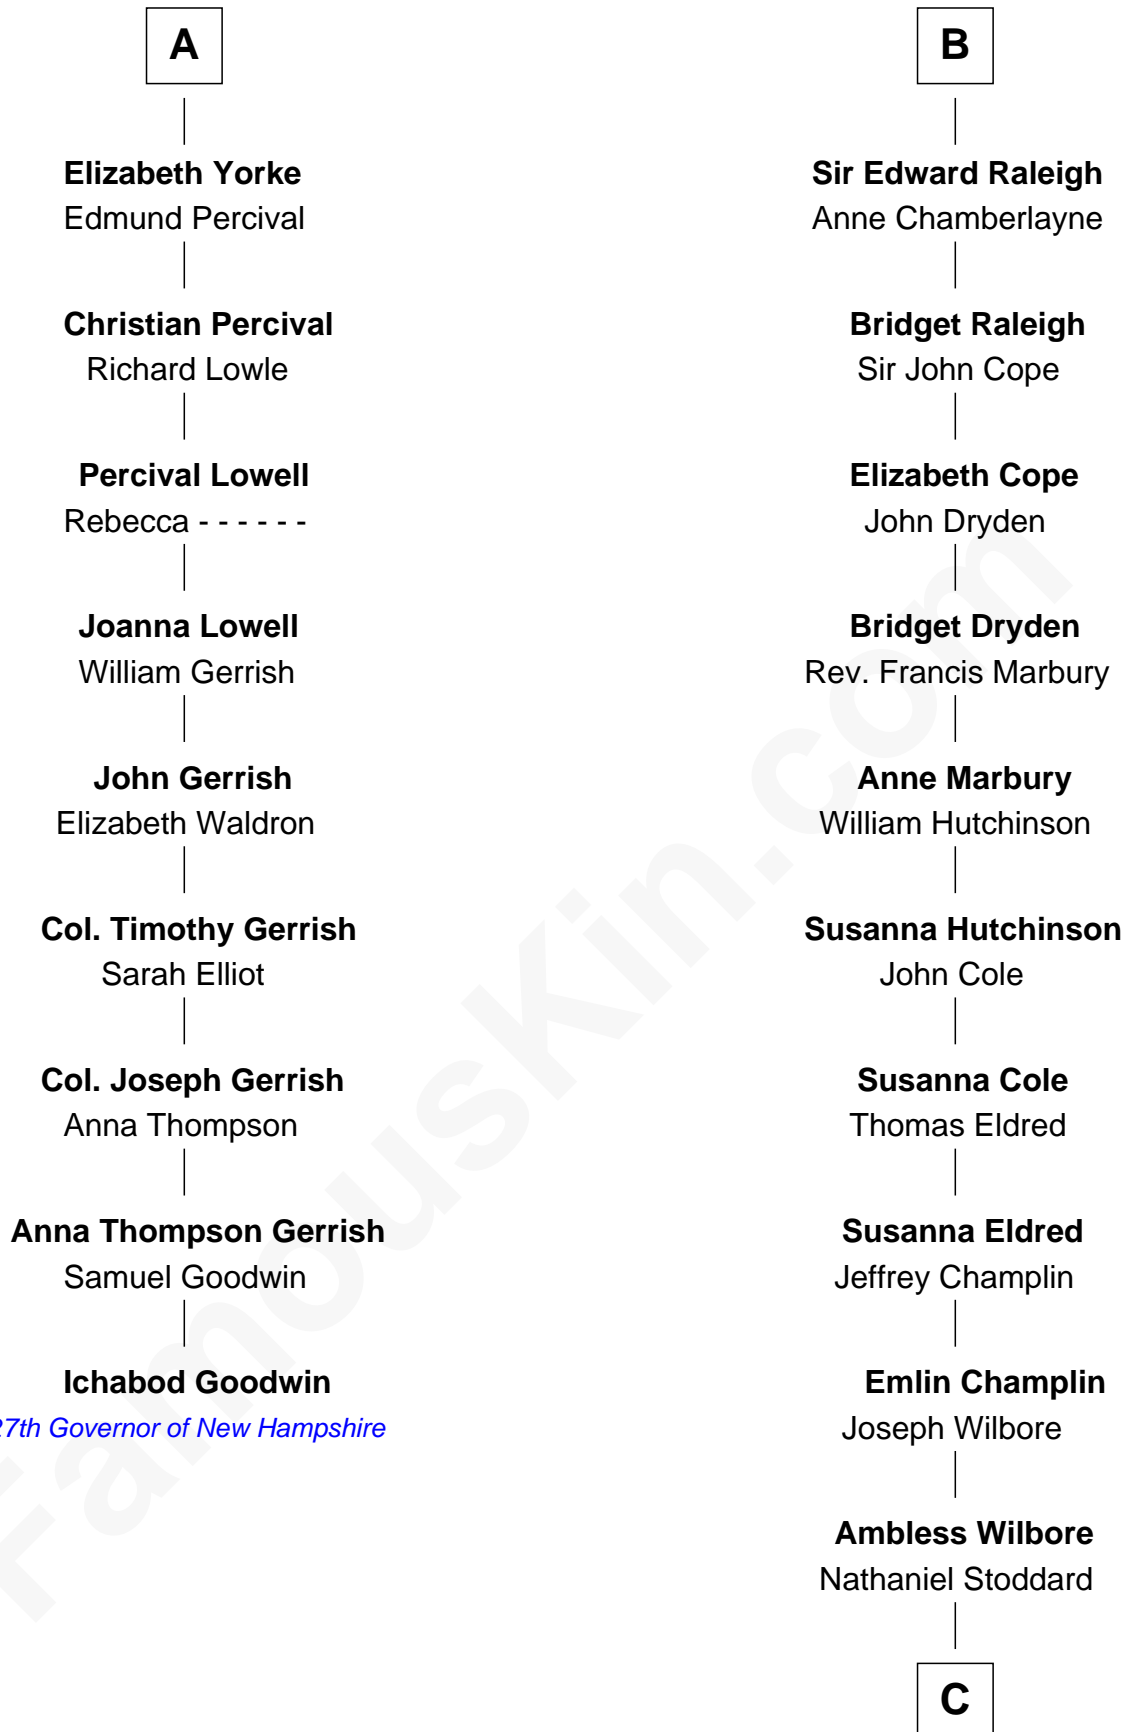 A
Elizabeth Yorke
Edmund Percival
Christian Percival
Richard Lowle
Percival Lowell
Rebecca - - - - - -
Joanna Lowell
William Gerrish
John Gerrish
Elizabeth Waldron
Col. Timothy Gerrish
Sarah Elliot
Col. Joseph Gerrish
Anna Thompson
Anna Thompson Gerrish
Samuel Goodwin
Ichabod Goodwin
27th Governor of New Hampshire
B
Sir Edward Raleigh
Anne Chamberlayne
Bridget Raleigh
Sir John Cope
Elizabeth Cope
John Dryden
Bridget Dryden
Rev. Francis Marbury
Anne Marbury
William Hutchinson
Susanna Hutchinson
John Cole
Susanna Cole
Thomas Eldred
Susanna Eldred
Jeffrey Champlin
Emlin Champlin
Joseph Wilbore
Ambless Wilbore
Nathaniel Stoddard
C
FamousKin.com